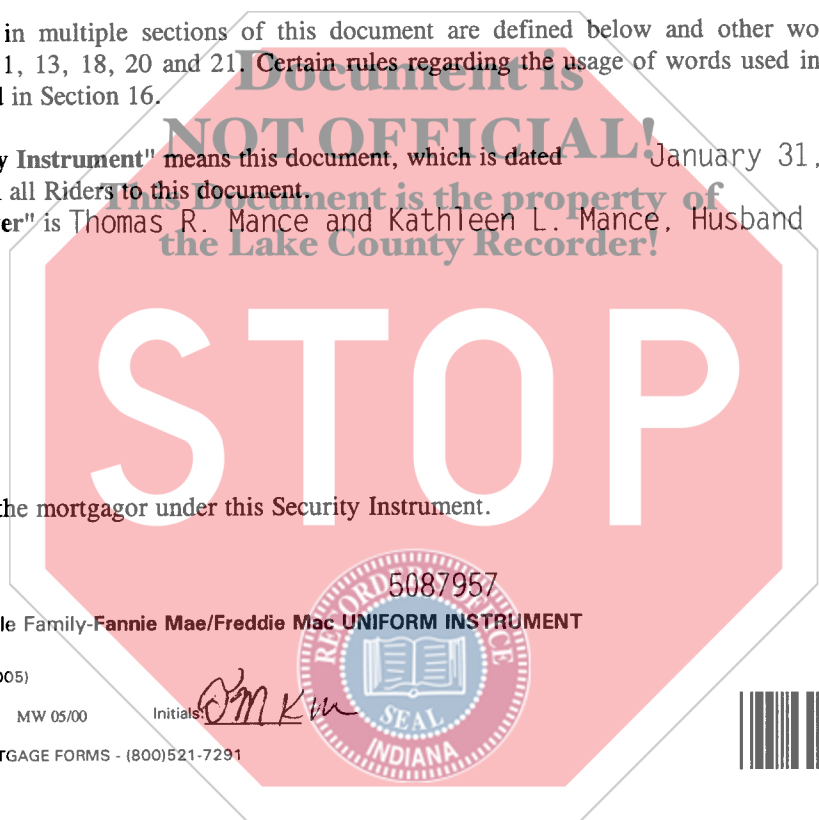 in multiple sections of this document are defined below and other wo
1, 13, 18, 20 and 21. Certain rules regarding the usage of words used in
in Section 16.
Document is
NOT OFFICIAL!
y Instrument" means this document, which is dated January 31,
all Riders to this document.
This Document is the property of
er" is Thomas R. Mance and Kathleen L. Mance, Husband
the Lake County Recorder!
STOP
the mortgagor under this Security Instrument.
5087957
le Family-Fannie Mae/Freddie Mac UNIFORM INSTRUMENT
RECORDER'S OFFICE
005)
MW 05/00 Initials:
SEAL
INDIANA
TGAGE FORMS - (800)521-7291